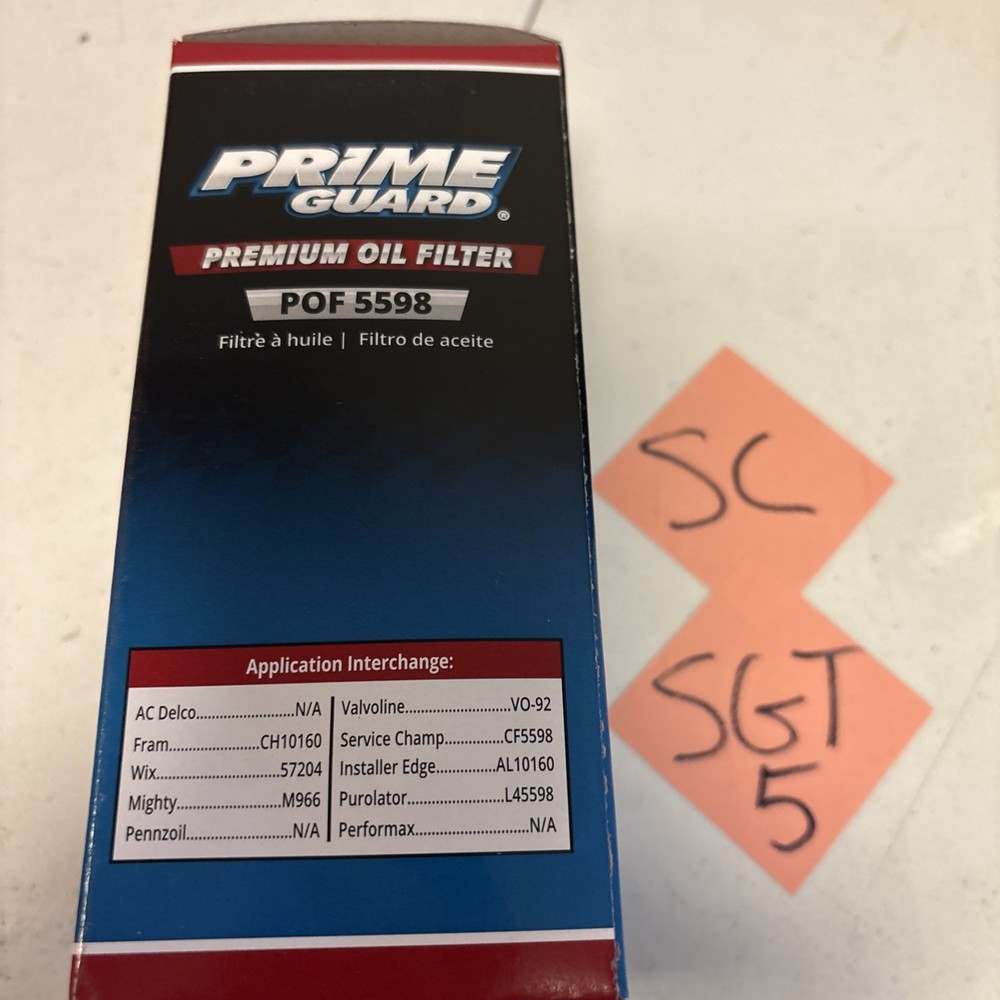 PRIME
GUARD®
PREMIUM OIL FILTER
POF 5598
Filtre à huile | Filtro de aceite
Application Interchange:
AC Delco..........................N/A
Fram........................CH10160
Wix................................57204
Mighty...........................M966
Pennzoil...........................N/A
Valvoline............................VO-92
Service Champ................CF5598
Installer Edge................AL10160
Purolator..........................L45598
Performax..............................N/A
SC
SGT
5